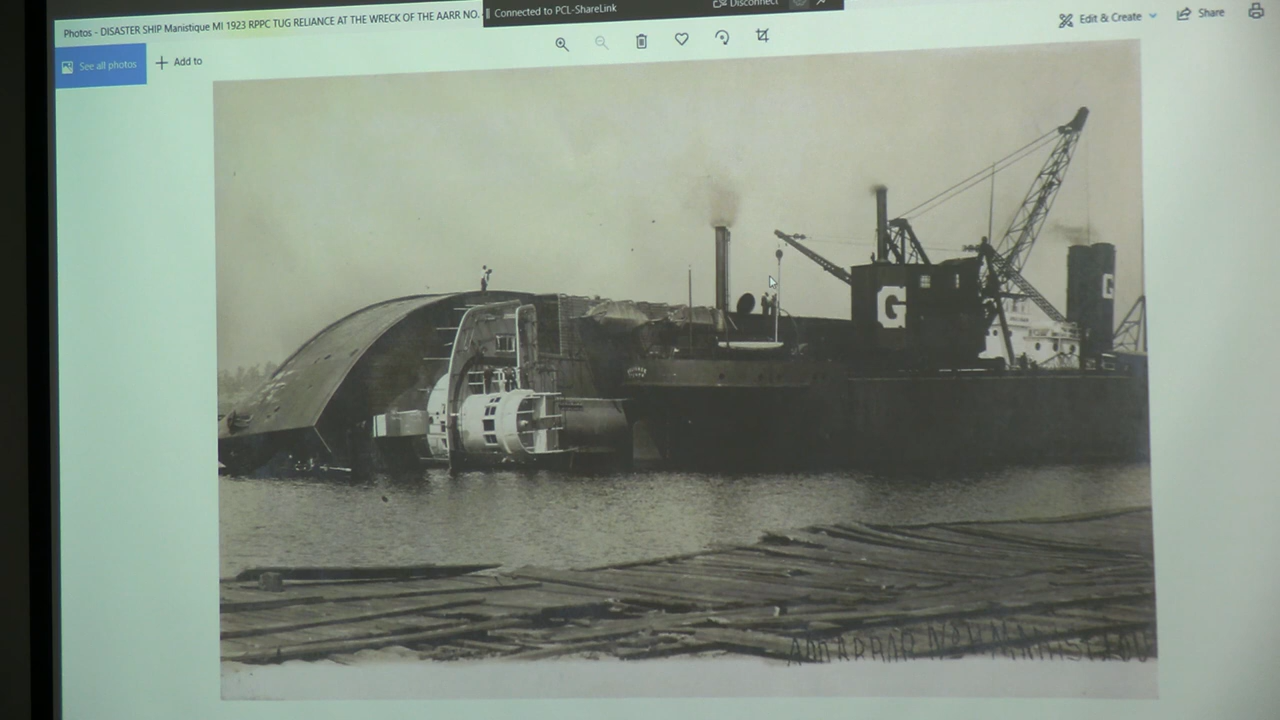 Photos - DISASTER SHIP Manistique MI 1923 RPPC TUG RELIANCE AT THE WRECK OF THE AARR NO.
Connected to PCL-ShareLink
Disconnect
See all photos
Add to
Edit & Create
Share
G
G